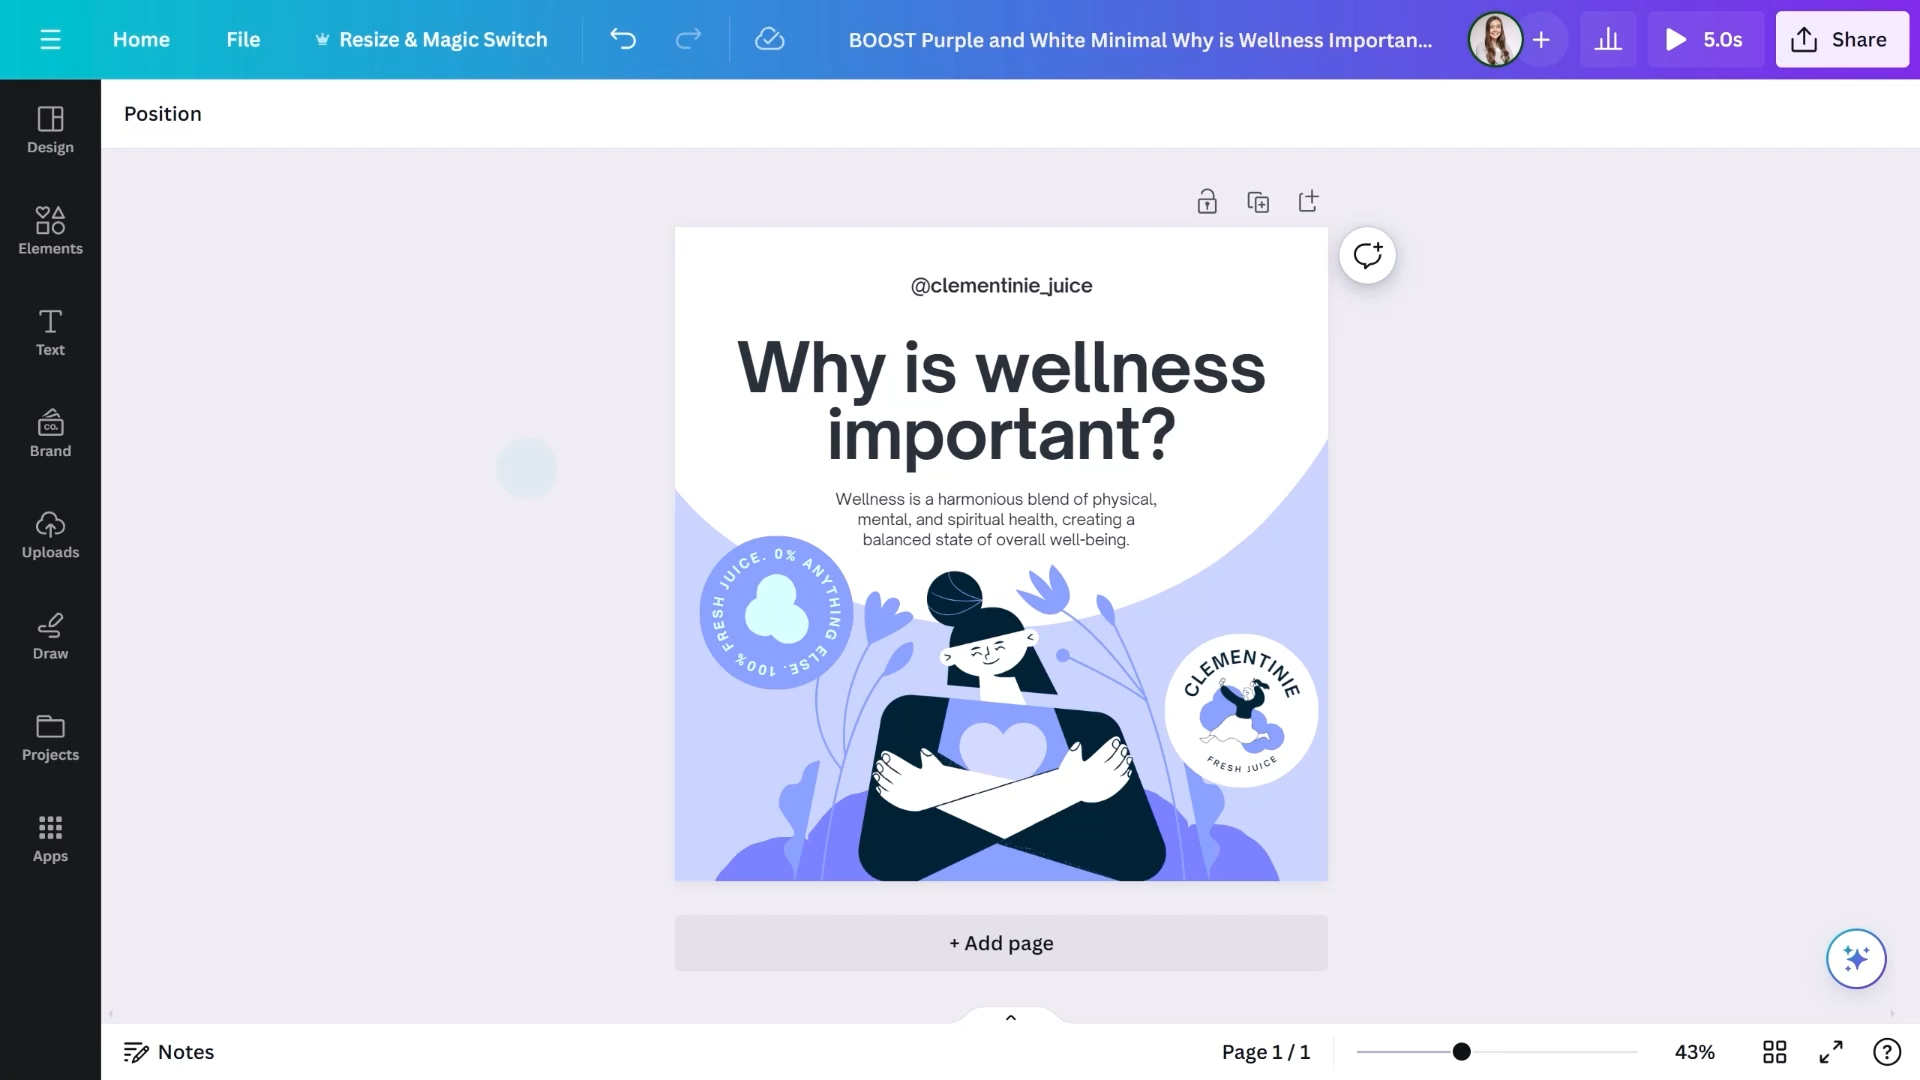 Home
File
Resize & Magic Switch
BOOST Purple and White Minimal Why is Wellness Importan...
5.0s
Share
Position
Design
Elements
Text
CO.
Brand
Uploads
Draw
Projects
Apps
@clementinie_juice
Why is wellness
important?
Wellness is a harmonious blend of physical,
mental, and spiritual health, creating a
balanced state of overall well-being.
100% FRESH JUICE. 0% ANYTHING ELSE.
CLEMENTINIE
FRESH JUICE
+ Add page
Notes
Page 1 / 1
43%